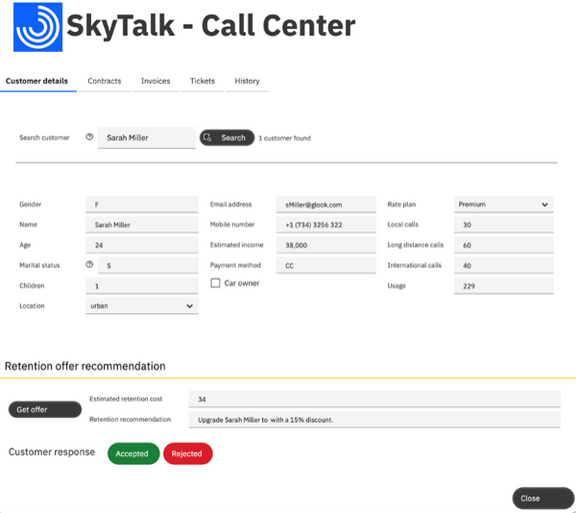 SkyTalk - Call Center
Customer details Contracts Invoices Tickets History
Search customer ? Sarah Miller Search 1 customer found
Gender F Email address sMiller@glook.com Rate plan Premium
Name Sarah Miller Mobile number +1 (734) 3256 322 Local calls 30
Age 24 Estimated income 38,000 Long distance calls 60
Marital status ? S Payment method CC International calls 40
Children 1 Car owner Usage 229
Location urban
Retention offer recommendation
Get offer
Estimated retention cost 34
Retention recommendation Upgrade Sarah Miller to with a 15% discount.
Customer response Accepted Rejected
Close